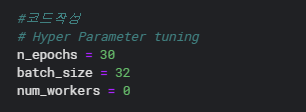 #코드작성
# Hyper Parameter tuning
n_epochs = 30
batch_size = 32
num_workers = 0